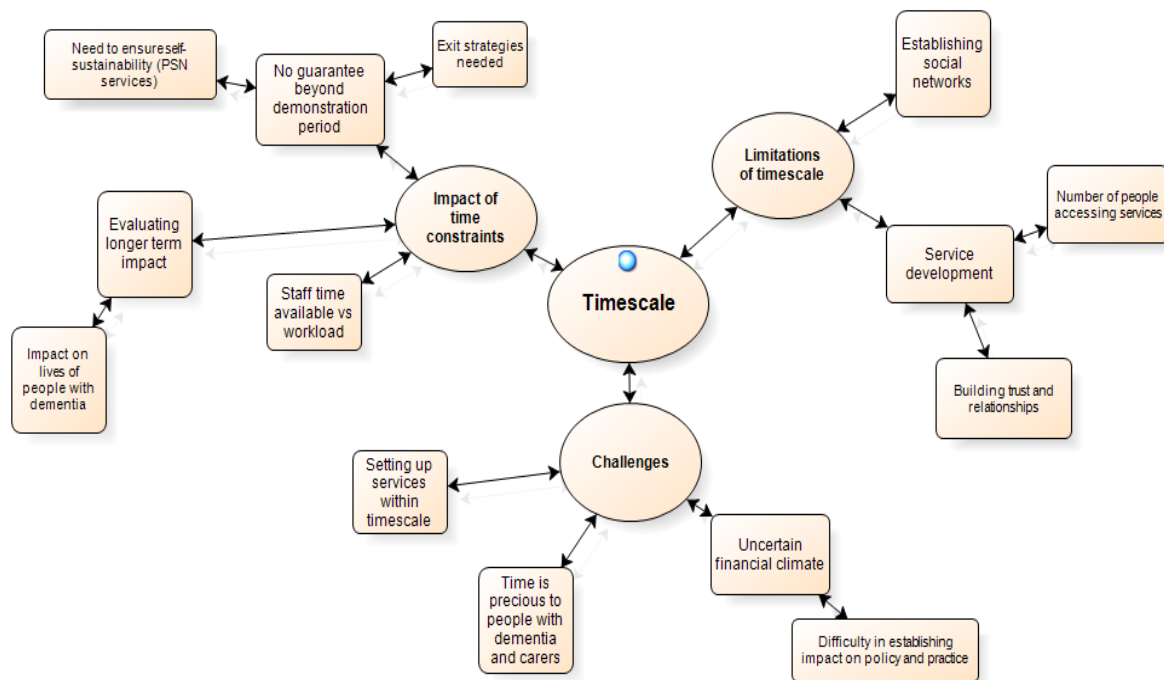 Need to ensure self-
sustainability (PSN
services)
No guarantee
beyond
demonstration
period
Exit strategies
needed
Establishing
social
networks
Limitations
of timescale
Impact of
time
constraints
Evaluating
longer term
impact
Staff time
available vs
workload
Impact on
lives of
people with
dementia
Timescale
Number of people
accessing services
Service
development
Building trust and
relationships
Challenges
Setting up
services
within
timescale
Time is
precious to
people with
dementia
and carers
Uncertain
financial climate
Difficulty in establishing
impact on policy and practice